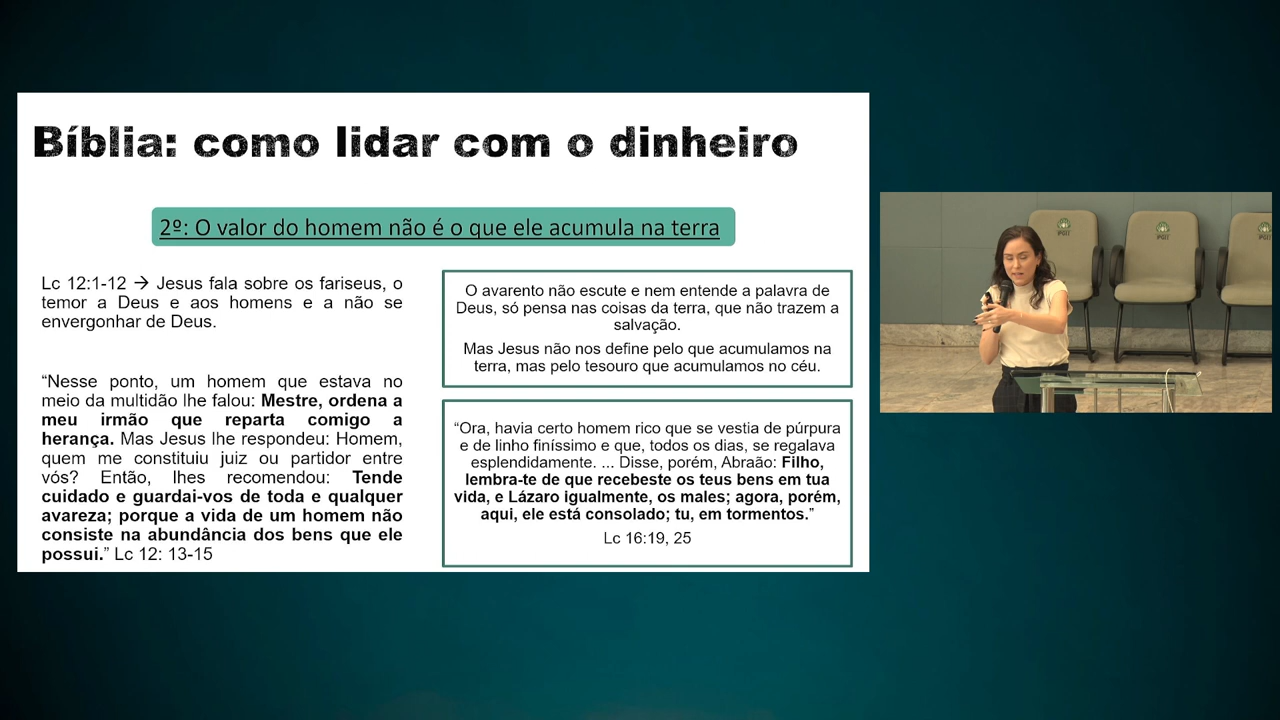 Bíblia: como lidar com o dinheiro
2º: O valor do homem não é o que ele acumula na terra
Lc 12:1-12 → Jesus fala sobre os fariseus, o
temor a Deus e aos homens e a não se
envergonhar de Deus.
“Nesse ponto, um homem que estava no
meio da multidão lhe falou: Mestre, ordena a
meu irmão que reparta comigo a
herança. Mas Jesus lhe respondeu: Homem,
quem me constituiu juiz ou partidor entre
vós? Então, lhes recomendou: Tende
cuidado e guardai-vos de toda e qualquer
avareza; porque a vida de um homem não
consiste na abundância dos bens que ele
possui.” Lc 12: 13-15
O avarento não escute e nem entende a palavra de
Deus, só pensa nas coisas da terra, que não trazem a
salvação.
Mas Jesus não nos define pelo que acumulamos na
terra, mas pelo tesouro que acumulamos no céu.
“Ora, havia certo homem rico que se vestia de púrpura
e de linho finíssimo e que, todos os dias, se regalava
esplendidamente. ... Disse, porém, Abraão: Filho,
lembra-te de que recebeste os teus bens em tua
vida, e Lázaro igualmente, os males; agora, porém,
aqui, ele está consolado; tu, em tormentos.”
Lc 16:19, 25